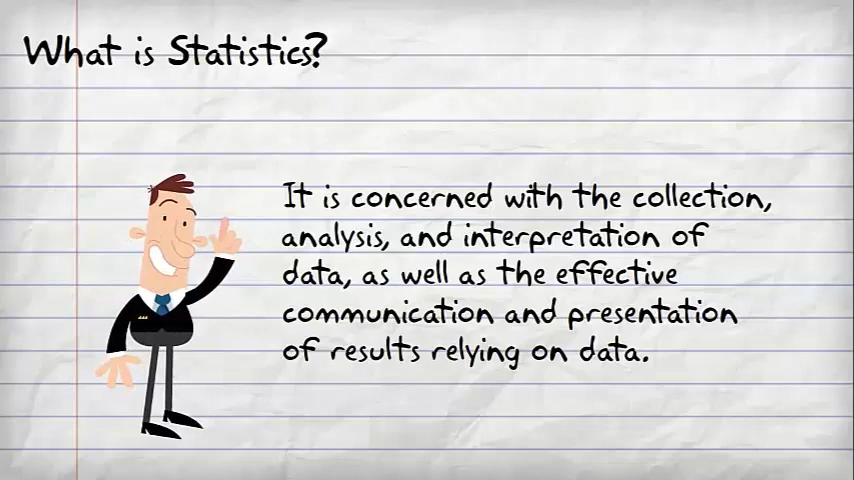 What is Statistics?
It is concerned with the collection,
analysis, and interpretation of
data, as well as the effective
communication and presentation
of results relying on data.